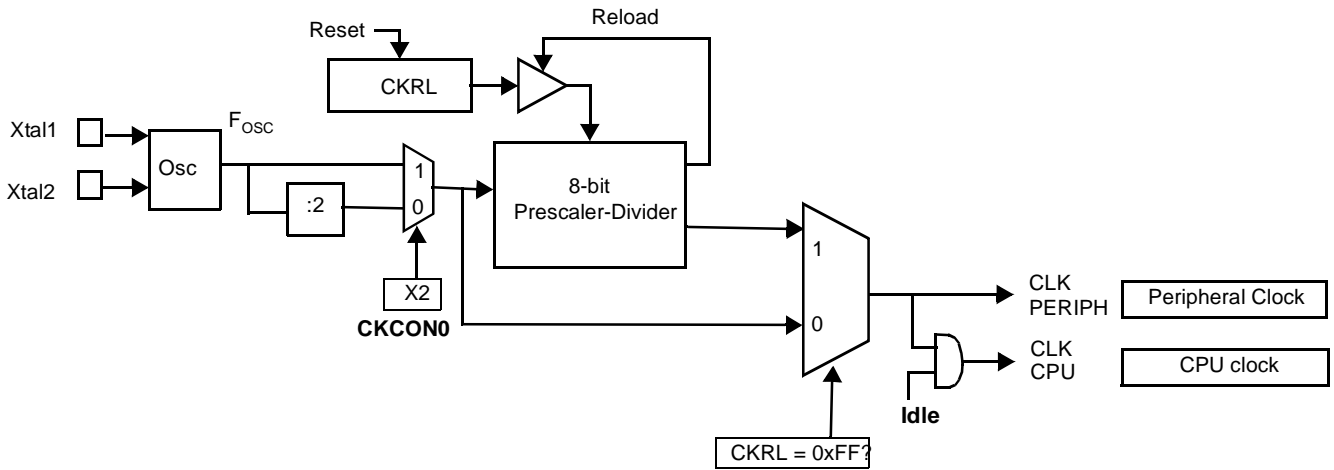 Reload
Reset
CKRL
Xtal1
FOSC
Osc
Xtal2
:2
1
0
8-bit
Prescaler-Divider
X2
CKCON0
1
0
CLK
PERIPH
Peripheral Clock
CLK
CPU
CPU clock
Idle
CKRL = 0xFF?